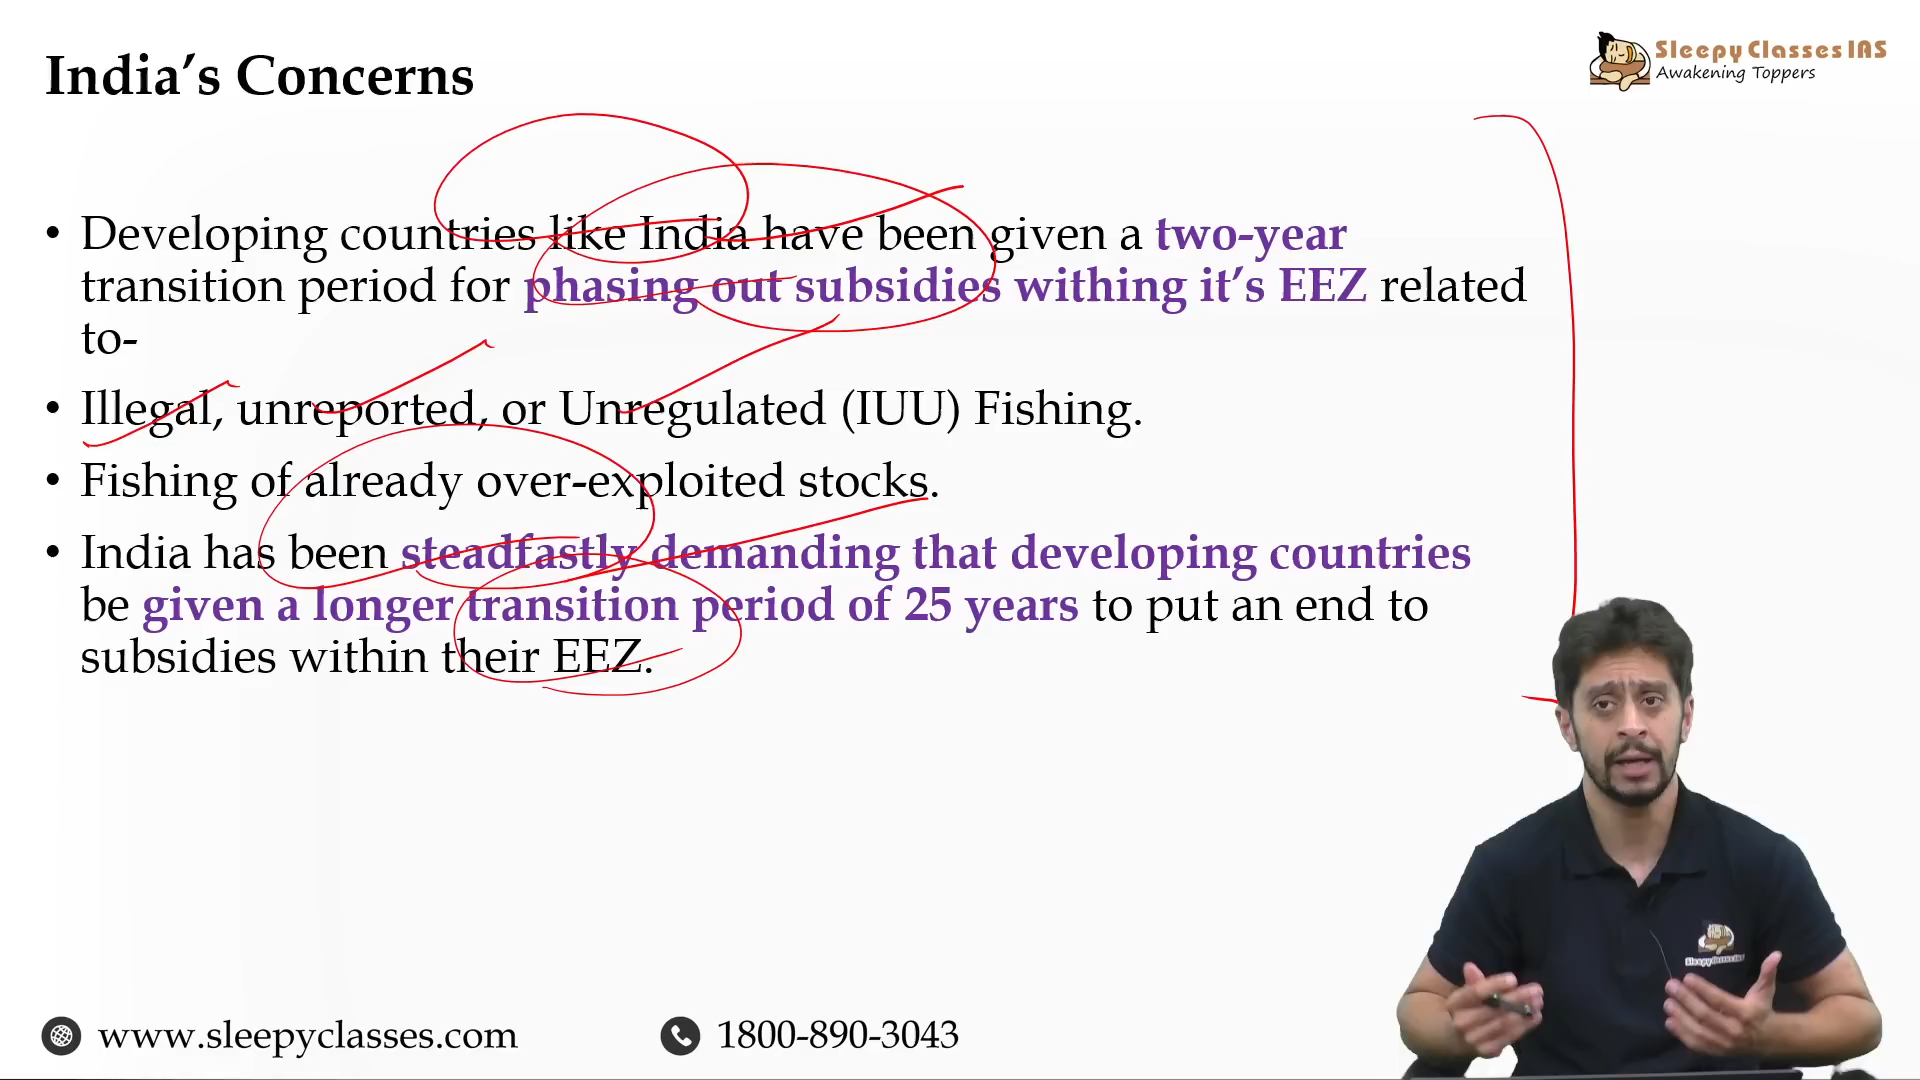 India’s Concerns
Sleepy Classes IAS
Awakening Toppers
• Developing countries like India have been given a two-year
transition period for phasing out subsidies withing it’s EEZ related
to-
• Illegal, unreported, or Unregulated (IUU) Fishing.
• Fishing of already over-exploited stocks.
• India has been steadfastly demanding that developing countries
be given a longer transition period of 25 years to put an end to
subsidies within their EEZ.
www.sleepyclasses.com
1800-890-3043